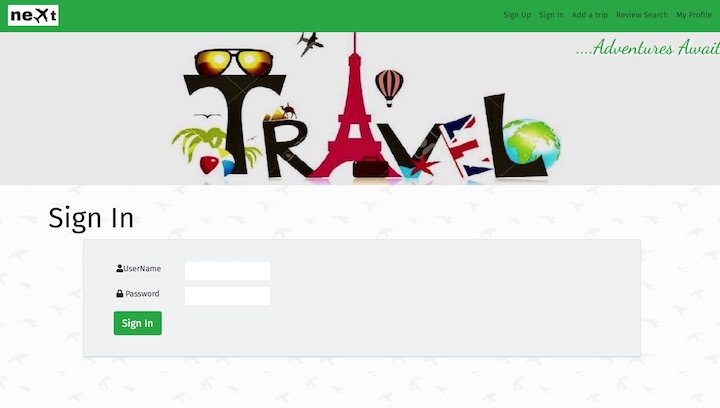 neXt
Sign Up Sign In Add a trip Review Search My Profile
....Adventures Await
TRAVEL
Sign In
UserName
Password
Sign In